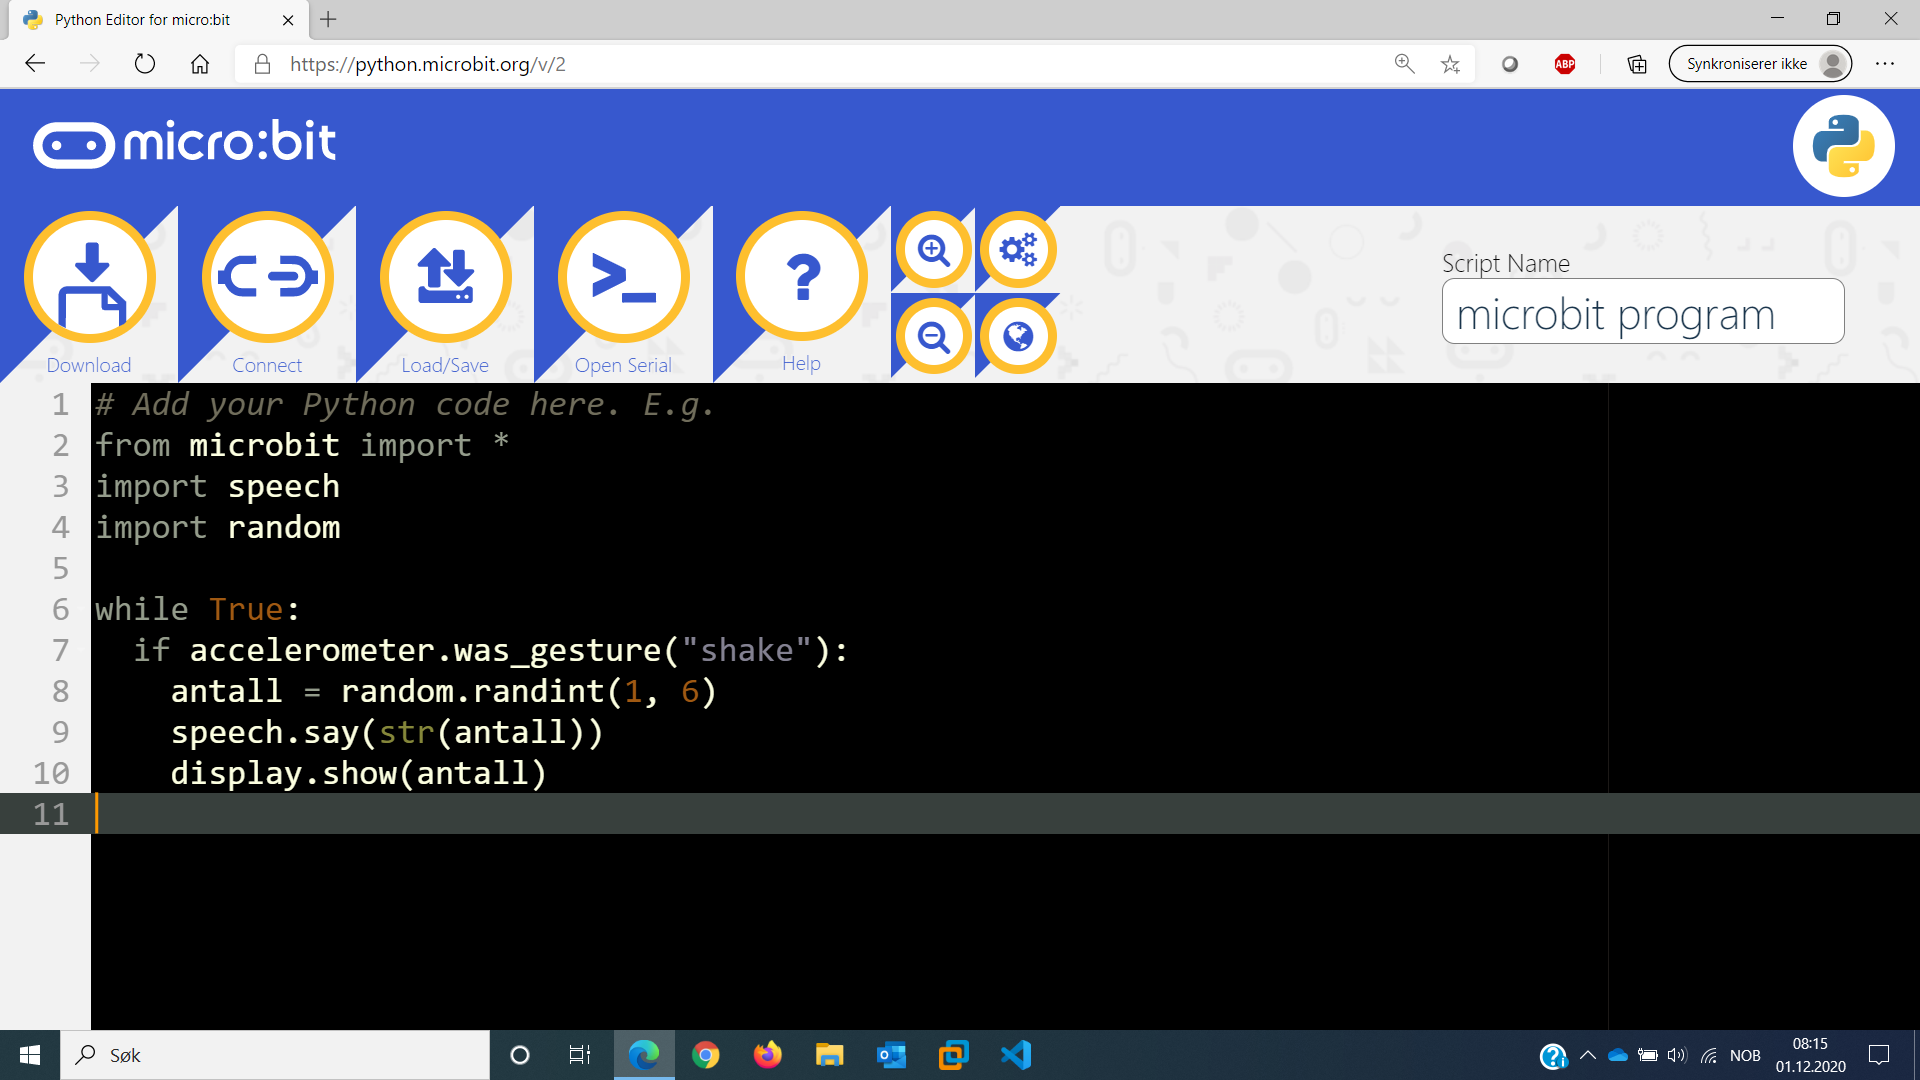 Python Editor for micro:bit
https://python.microbit.org/v/2
ABP
Synkroniserer ikke
micro:bit
Script Name
microbit program
Download
Connect
Load/Save
Open Serial
Help
1 # Add your Python code here. E.g.
2 from microbit import *
3 import speech
4 import random
5
6 while True:
7   if accelerometer.was_gesture("shake"):
8     antall = random.randint(1, 6)
9     speech.say(str(antall))
10     display.show(antall)
11
Søk
NOB
08:15
01.12.2020